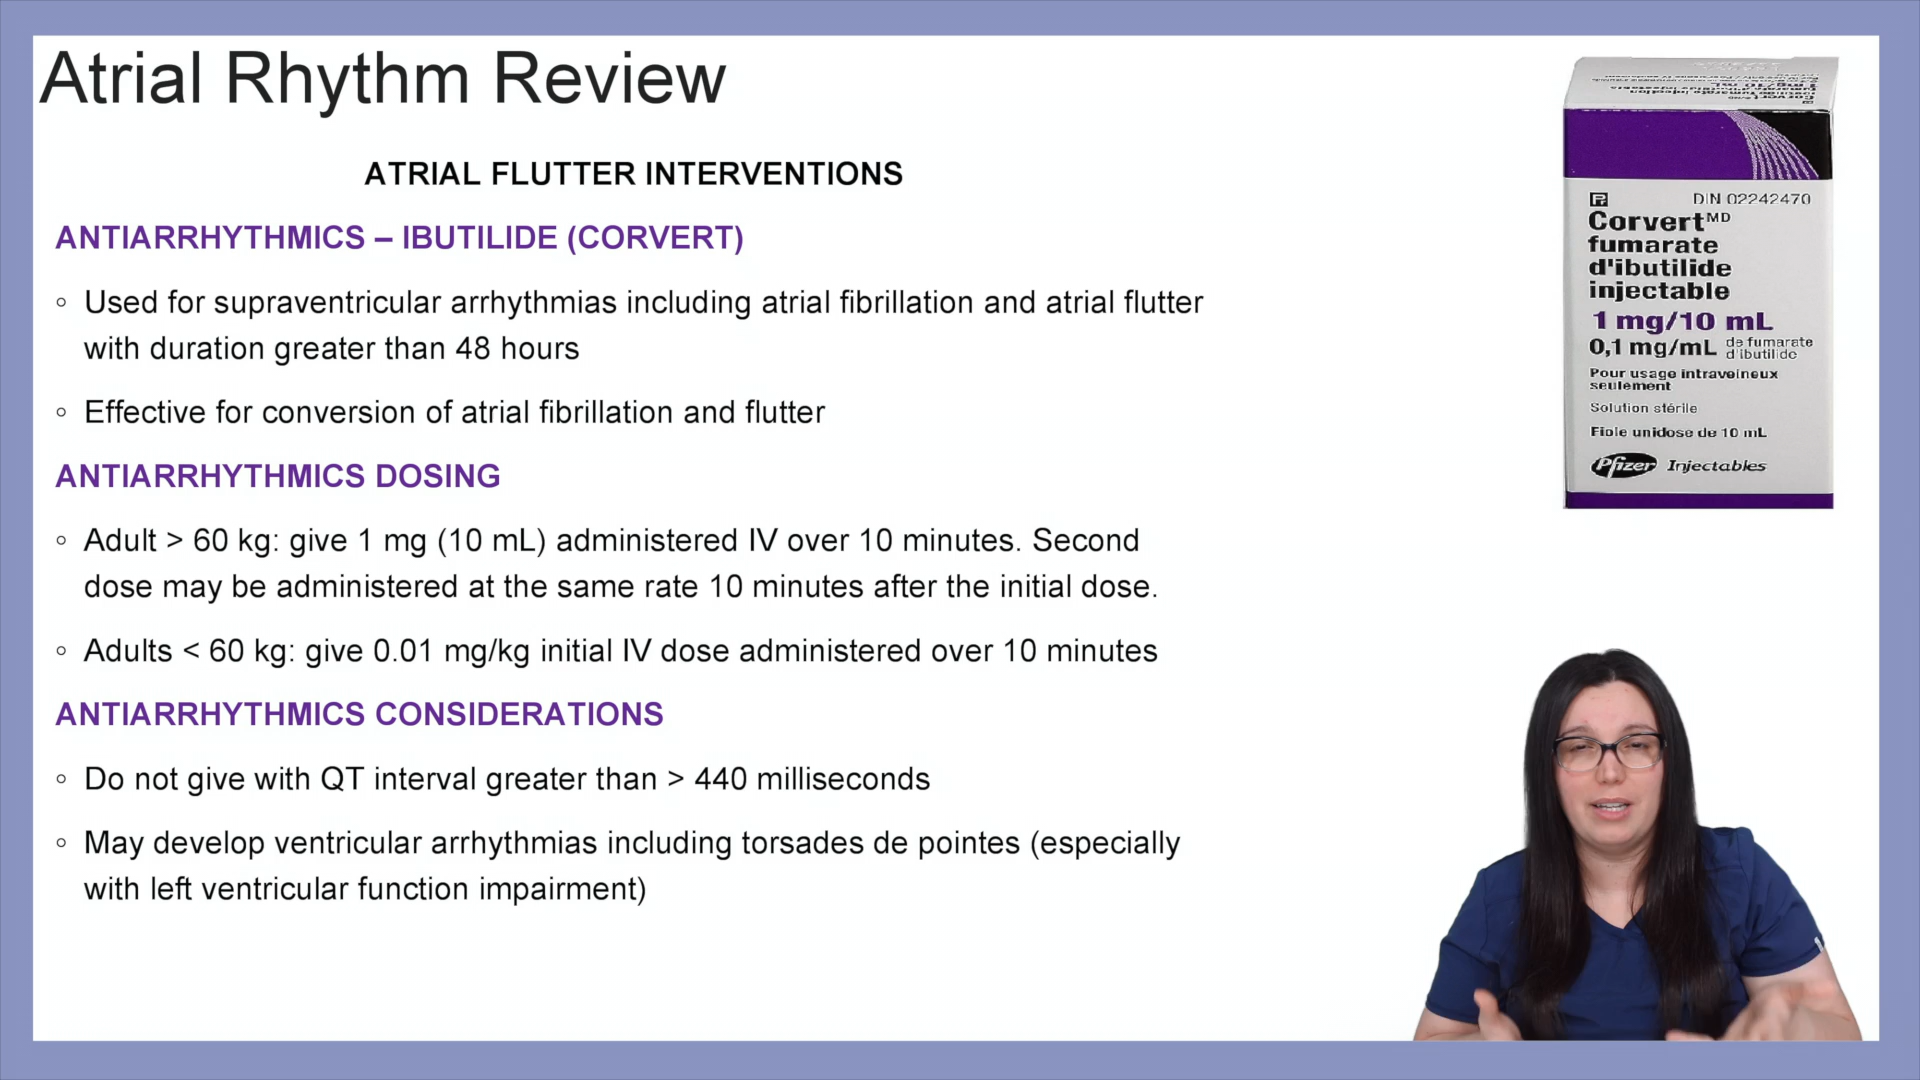 Atrial Rhythm Review
ATRIAL FLUTTER INTERVENTIONS
ANTIARRHYTHMICS – IBUTILIDE (CORVERT)
◦ Used for supraventricular arrhythmias including atrial fibrillation and atrial flutter
with duration greater than 48 hours
◦ Effective for conversion of atrial fibrillation and flutter
ANTIARRHYTHMICS DOSING
◦ Adult > 60 kg: give 1 mg (10 mL) administered IV over 10 minutes. Second
dose may be administered at the same rate 10 minutes after the initial dose.
◦ Adults < 60 kg: give 0.01 mg/kg initial IV dose administered over 10 minutes
ANTIARRHYTHMICS CONSIDERATIONS
◦ Do not give with QT interval greater than > 440 milliseconds
◦ May develop ventricular arrhythmias including torsades de pointes (especially
with left ventricular function impairment)
DIN 02242470
Corvert MD
fumarate
d'ibutilide
injectable
1 mg/10 mL
0,1 mg/mL de fumarate
d'ibutilide
Pour usage intraveineux
seulement
Solution stérile
Fiole unidose de 10 mL
Pfizer Injectables